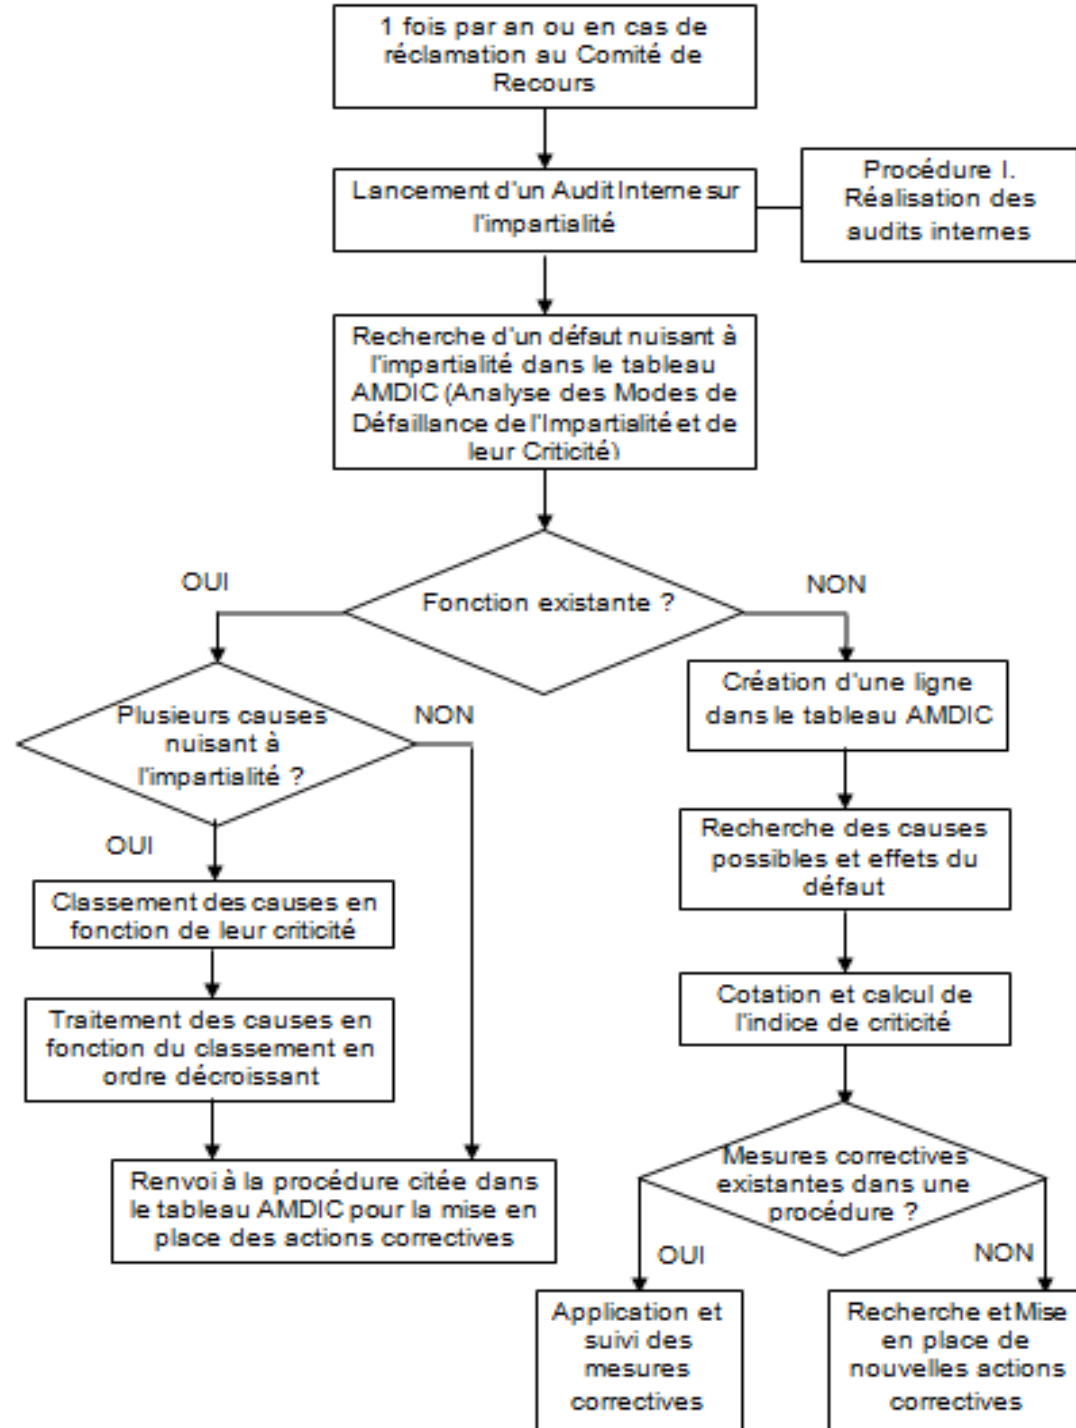 1 fois par an ou en cas de
réclamation au Comité de
Recours
Lancement d'un Audit Interne sur
l'impartialité
Procédure I.
Réalisation des
audits internes
Recherche d'un défaut nuisant à
l'impartialité dans le tableau
AMDIC (Analyse des Modes de
Défaillance de l'Impartialité et de
leur Criticité)
Fonction existante ?
OUI
NON
Plusieurs causes
nuisant à
l'impartialité ?
NON
OUI
Création d'une ligne
dans le tableau AMDIC
Recherche des causes
possibles et effets du
défaut
Classement des causes en
fonction de leur criticité
Cotation et calcul de
l'indice de criticité
Traitement des causes en
fonction du classement en
ordre décroissant
Renvoi à la procédure citée dans
le tableau AMDIC pour la mise en
place des actions correctives
Mesures correctives
existantes dans une
procédure ?
OUI
NON
Application et
suivi des
mesures
correctives
Recherche et Mise
en place de
nouvelles actions
correctives